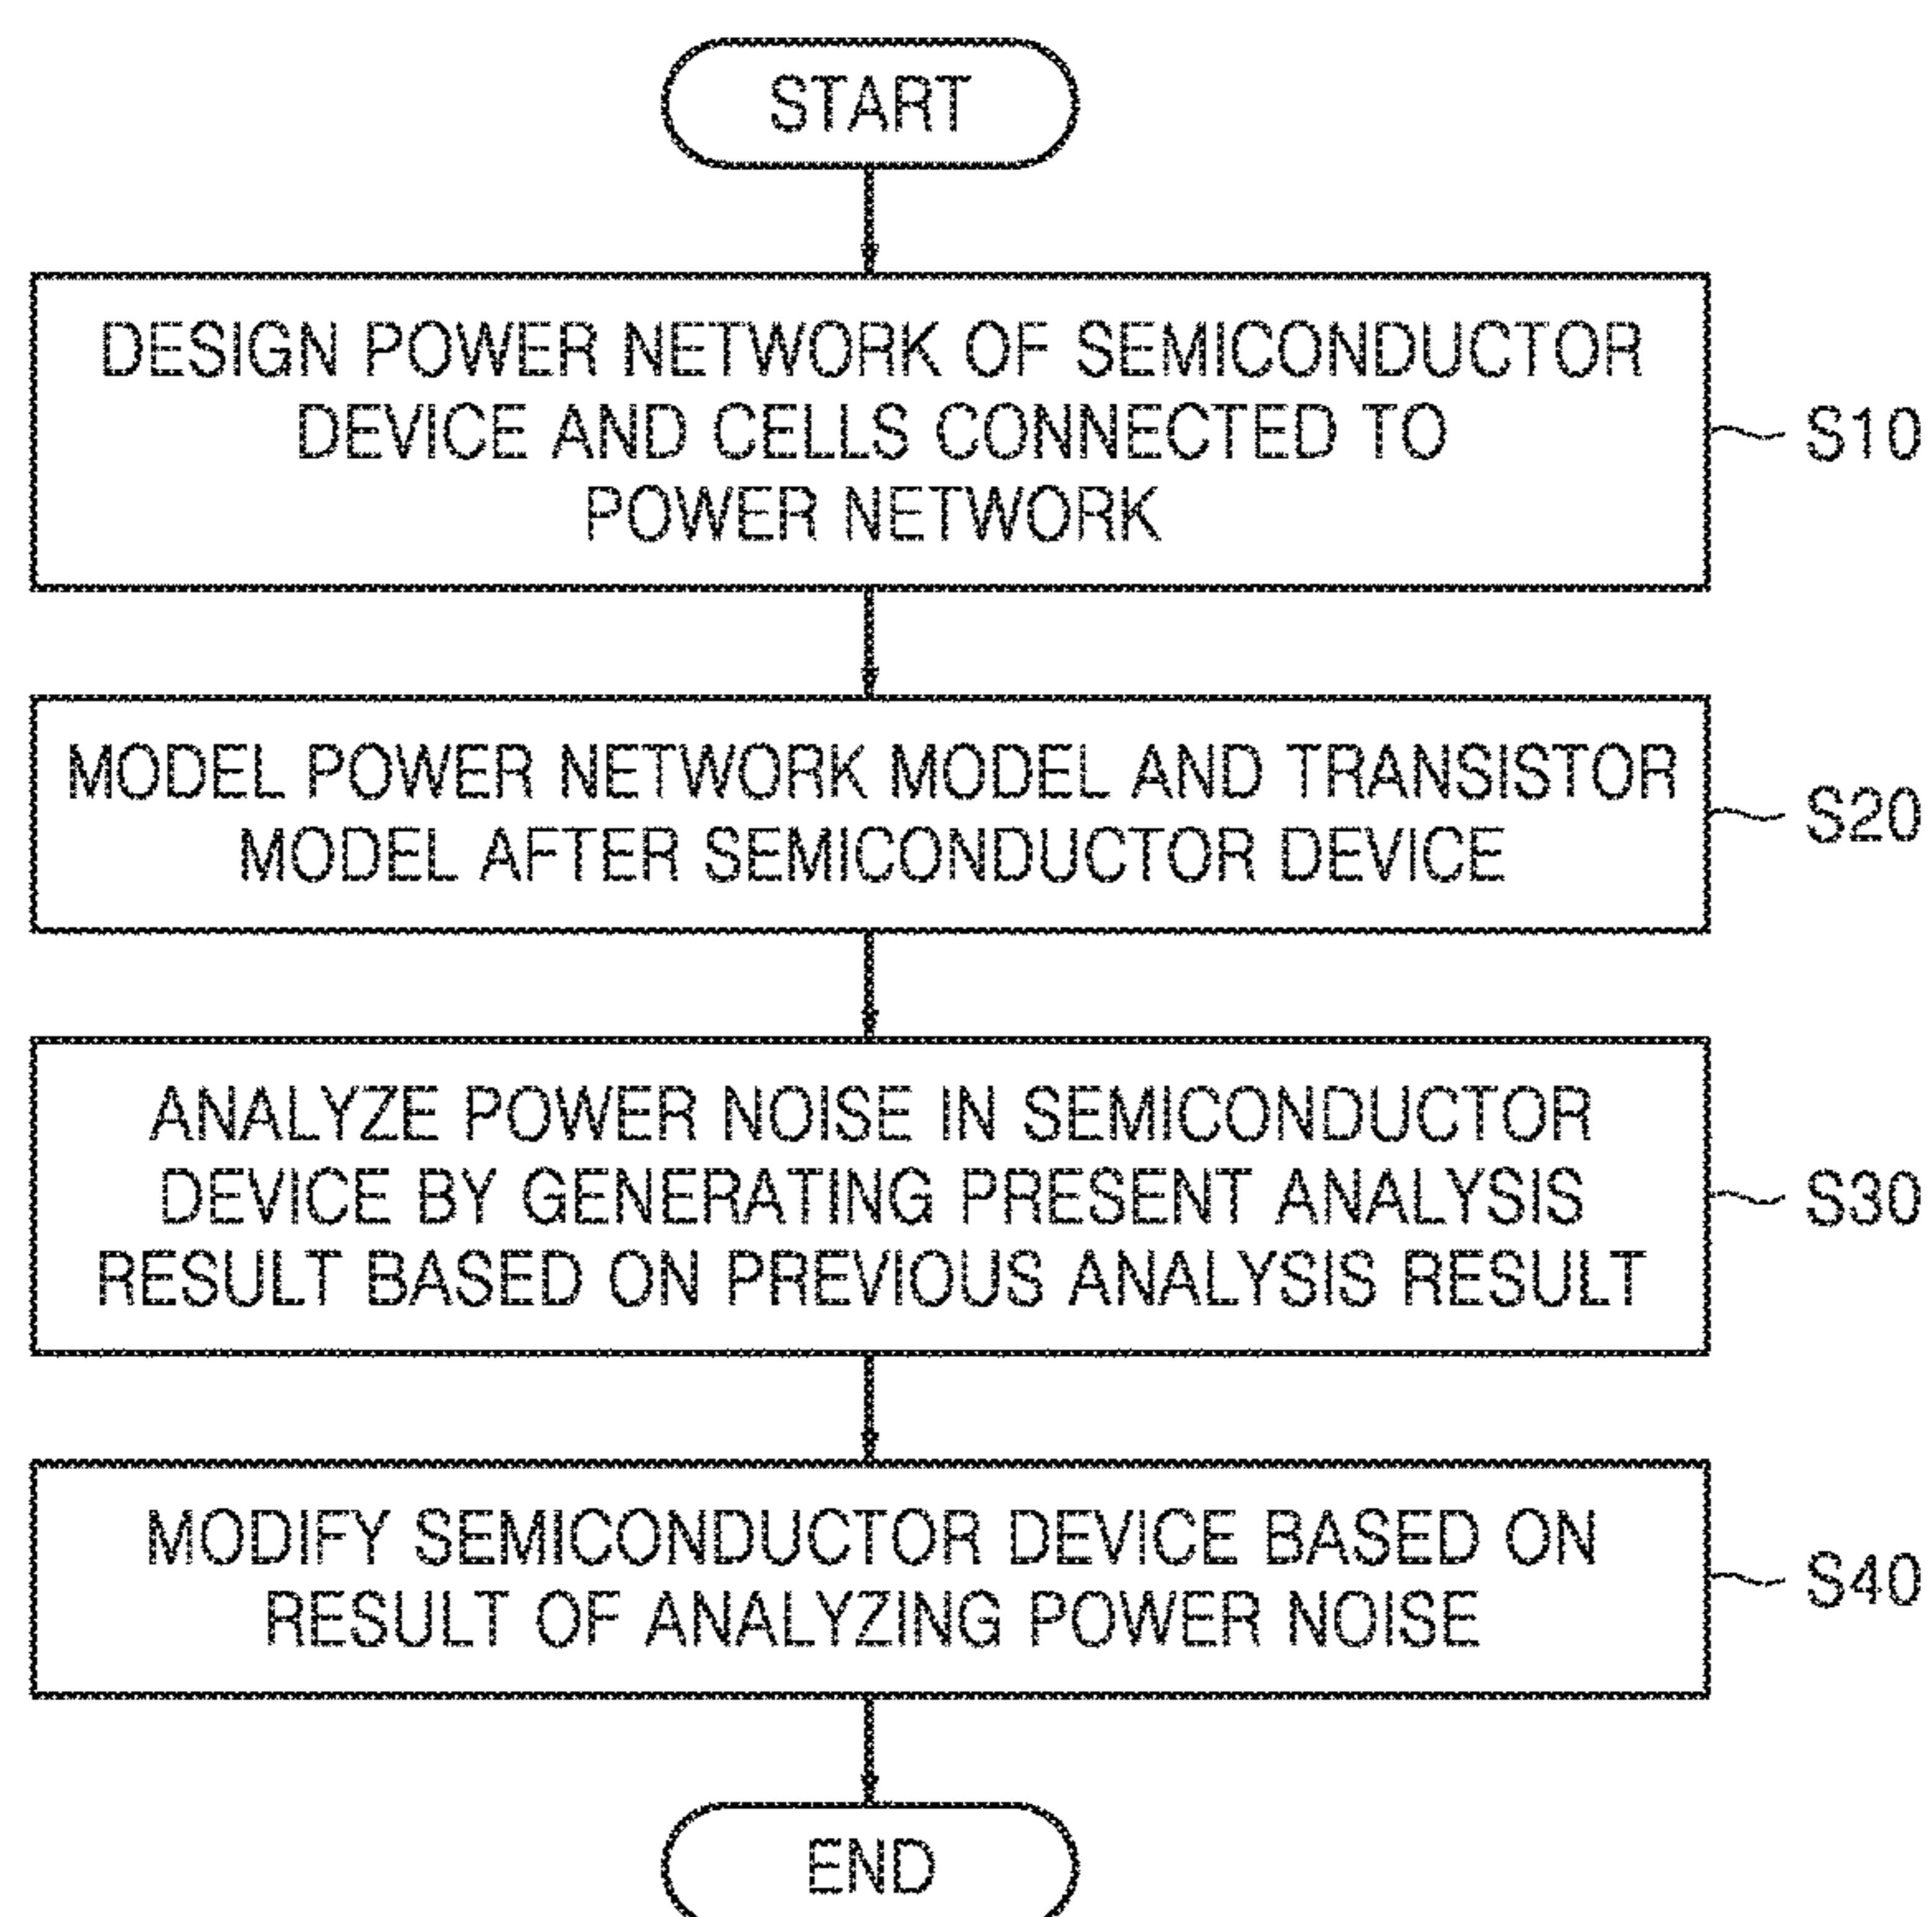 START
DESIGN POWER NETWORK OF SEMICONDUCTOR
DEVICE AND CELLS CONNECTED TO
POWER NETWORK
S10
MODEL POWER NETWORK MODEL AND TRANSISTOR
MODEL AFTER SEMICONDUCTOR DEVICE
S20
ANALYZE POWER NOISE IN SEMICONDUCTOR
DEVICE BY GENERATING PRESENT ANALYSIS
RESULT BASED ON PREVIOUS ANALYSIS RESULT
S30
MODIFY SEMICONDUCTOR DEVICE BASED ON
RESULT OF ANALYZING POWER NOISE
S40
END